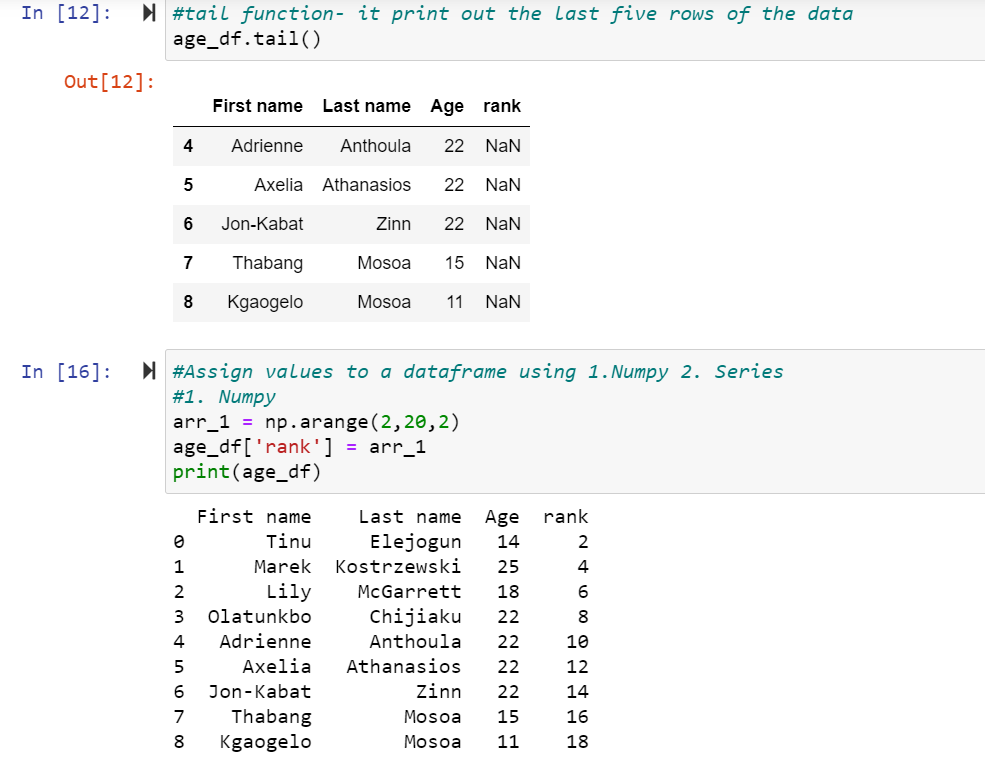 In [12]: #tail function- it print out the last five rows of the data
age_df.tail()
Out[12]:
First name Last name Age rank
4 Adrienne Anthoula 22 NaN
5 Axelia Athanasios 22 NaN
6 Jon-Kabat Zinn 22 NaN
7 Thabang Mosoa 15 NaN
8 Kgaogelo Mosoa 11 NaN
In [16]: #Assign values to a dataframe using 1.Numpy 2. Series
#1. Numpy
arr_1 = np.arange(2,20,2)
age_df['rank'] = arr_1
print(age_df)
First name Last name Age rank
0 Tinu Elejogun 14 2
1 Marek Kostrzewski 25 4
2 Lily McGarrett 18 6
3 Olatunkbo Chijiaku 22 8
4 Adrienne Anthoula 22 10
5 Axelia Athanasios 22 12
6 Jon-Kabat Zinn 22 14
7 Thabang Mosoa 15 16
8 Kgaogelo Mosoa 11 18